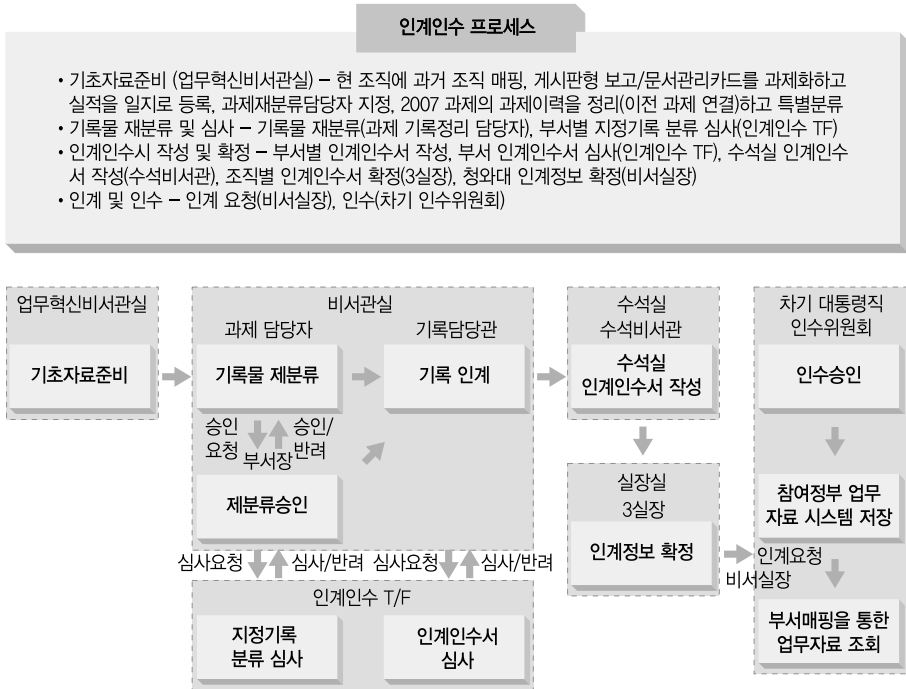 인계인수 프로세스
• 기초자료준비 (업무혁신비서관실) – 현 조직에 과거 조직 매핑, 게시판형 보고/문서관리카드를 과제화하고
실적을 일지로 등록, 과제재분류담당자 지정, 2007 과제의 과제이력을 정리(이전 과제 연결)하고 특별분류
• 기록물 재분류 및 심사 – 기록물 재분류(과제 기록정리 담당자), 부서별 지정기록 분류 심사(인계인수 TF)
• 인계인수시 작성 및 확정 – 부서별 인계인수서 작성, 부서 인계인수서 심사(인계인수 TF), 수석실 인계인수
서 작성(수석비서관), 조직별 인계인수서 확정(3실장), 청와대 인계정보 확정(비서실장)
• 인계 및 인수 – 인계 요청(비서실장), 인수(차기 인수위원회)
업무혁신비서관실
기초자료준비
비서관실
과제 담당자
기록물 제분류
기록담당관
기록 인계
승인
요청
승인/
반려
부서장
제분류승인
심사요청
심사/반려
심사요청
심사/반려
인계인수 T/F
지정기록
분류 심사
인계인수서
심사
수석실
수석비서관
수석실
인계인수서 작성
실장실
3실장
인계정보 확정
차기 대통령직
인수위원회
인수승인
참여정부 업무
자료 시스템 저장
인계요청
비서실장
부서매핑을 통한
업무자료 조회